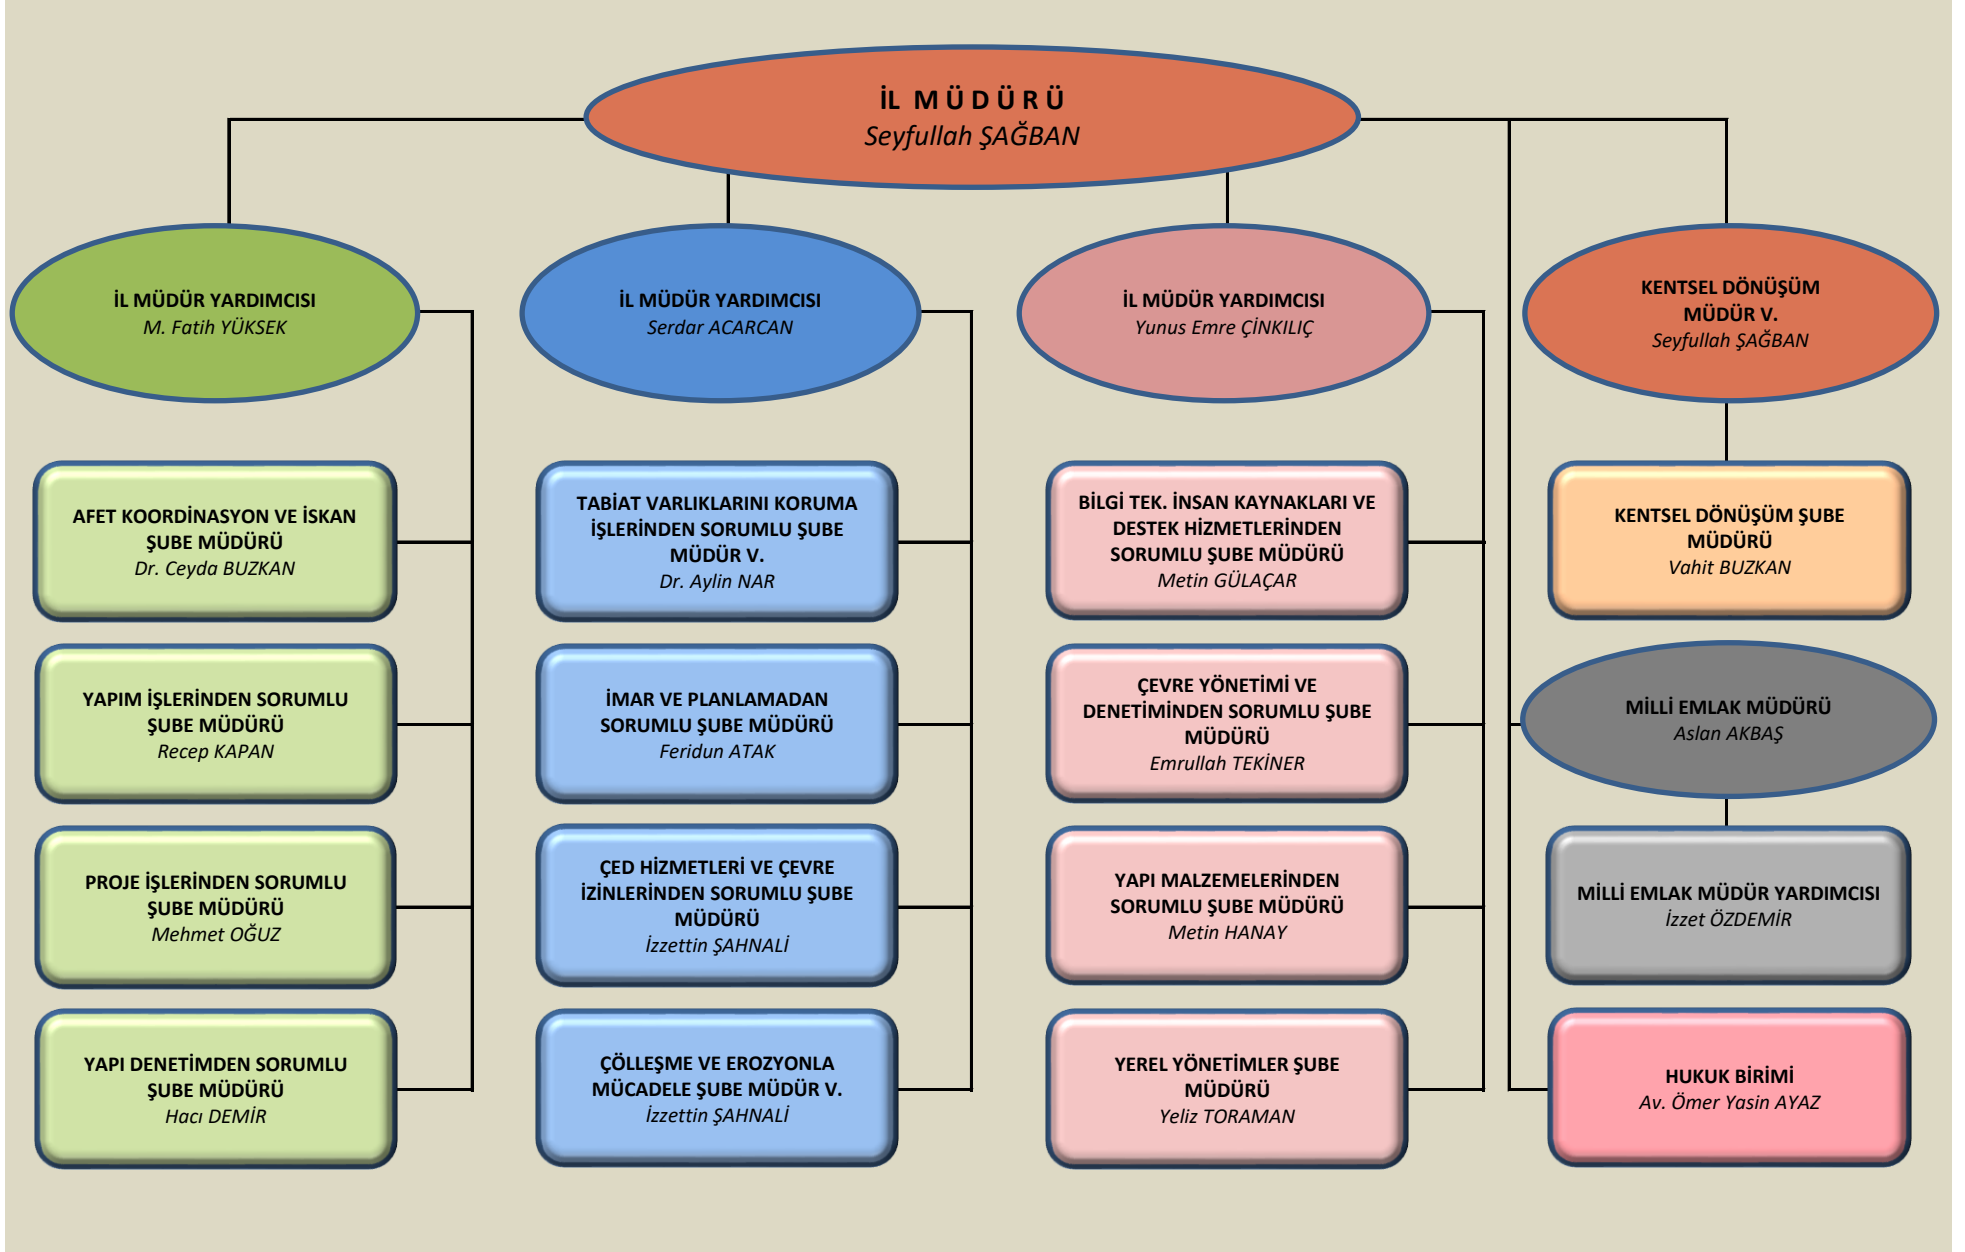 İL MÜDÜRÜ
Seyfullah ŞAĞBAN
İL MÜDÜR YARDIMCISI
M. Fatih YÜKSEK
İL MÜDÜR YARDIMCISI
Serdar ACARCAN
İL MÜDÜR YARDIMCISI
Yunus Emre ÇİNKILIÇ
KENTSEL DÖNÜŞÜM
MÜDÜR V.
Seyfullah ŞAĞBAN
AFET KOORDİNASYON VE İSKAN
ŞUBE MÜDÜRÜ
Dr. Ceyda BUZKAN
TABİAT VARLIKLARINI KORUMA
İŞLERİNDEN SORUMLU ŞUBE
MÜDÜR V.
Dr. Aylin NAR
BİLGİ TEK. İNSAN KAYNAKLARI VE
DESTEK HİZMETLERİNDEN
SORUMLU ŞUBE MÜDÜRÜ
Metin GÜLAÇAR
KENTSEL DÖNÜŞÜM ŞUBE
MÜDÜRÜ
Vahit BUZKAN
YAPIM İŞLERİNDEN SORUMLU
ŞUBE MÜDÜRÜ
Recep KAPAN
İMAR VE PLANLAMADAN
SORUMLU ŞUBE MÜDÜRÜ
Feridun ATAK
ÇEVRE YÖNETİMİ VE
DENETİMİNDEN SORUMLU ŞUBE
MÜDÜRÜ
Emrullah TEKİNER
MİLLİ EMLAK MÜDÜRÜ
Aslan AKBAŞ
PROJE İŞLERİNDEN SORUMLU
ŞUBE MÜDÜRÜ
Mehmet OĞUZ
ÇED HİZMETLERİ VE ÇEVRE
İZİNLERİNDEN SORUMLU ŞUBE
MÜDÜRÜ
İzzettin ŞAHNALİ
YAPI MALZEMELERİNDEN
SORUMLU ŞUBE MÜDÜRÜ
Metin HANAY
MİLLİ EMLAK MÜDÜR YARDIMCISI
İzzet ÖZDEMİR
YAPI DENETİMDEN SORUMLU
ŞUBE MÜDÜRÜ
Hacı DEMİR
ÇÖLLEŞME VE EROZYONLA
MÜCADELE ŞUBE MÜDÜR V.
İzzettin ŞAHNALİ
YEREL YÖNETİMLER ŞUBE
MÜDÜRÜ
Yeliz TORAMAN
HUKUK BİRİMİ
Av. Ömer Yasin AYAZ